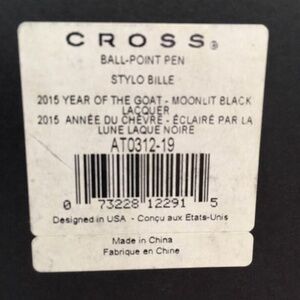 CROSS®
BALL-POINT PEN
STYLO BILLE
2015 YEAR OF THE GOAT - MOONLIT BLACK
LACQUER
2015 ANNÉE DU CHÈVRE - ÉCLAIRÉ PAR LA
LUNE LAQUE NOIRE
AT0312-19
0 73228 12291 5
Designed in USA - Conçu aux Etats-Unis
Made in China
Fabrique en Chine